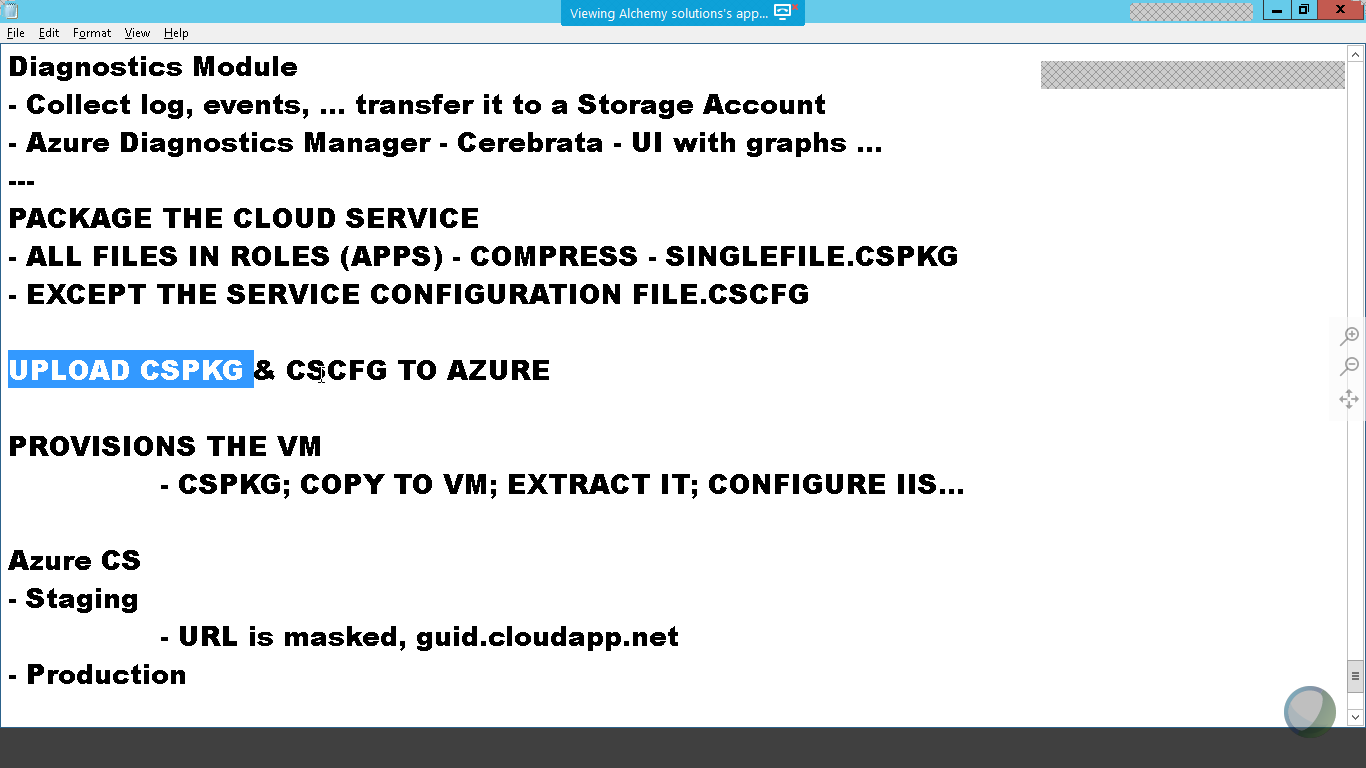 Viewing Alchemy solutions's app...
File Edit Format View Help
Diagnostics Module
- Collect log, events, ... transfer it to a Storage Account
- Azure Diagnostics Manager - Cerebrata - UI with graphs ...
---
PACKAGE THE CLOUD SERVICE
- ALL FILES IN ROLES (APPS) - COMPRESS - SINGLEFILE.CSPKG
- EXCEPT THE SERVICE CONFIGURATION FILE.CSCFG
UPLOAD CSPKG & CSCFG TO AZURE
PROVISIONS THE VM
- CSPKG; COPY TO VM; EXTRACT IT; CONFIGURE IIS...
Azure CS
- Staging
- URL is masked, guid.cloudapp.net
- Production